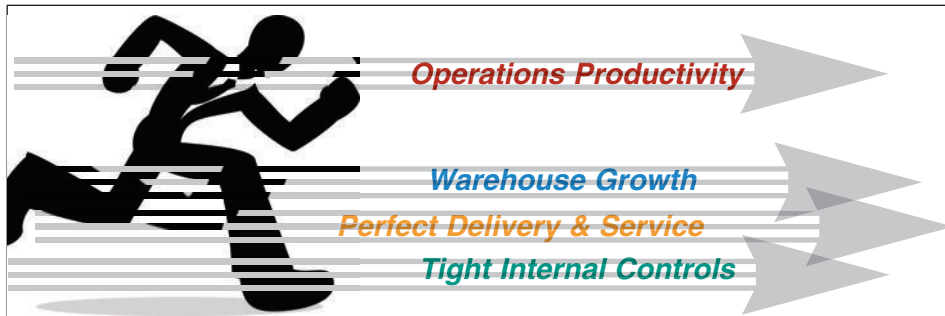 Operations Productivity
Warehouse Growth
Perfect Delivery & Service
Tight Internal Controls